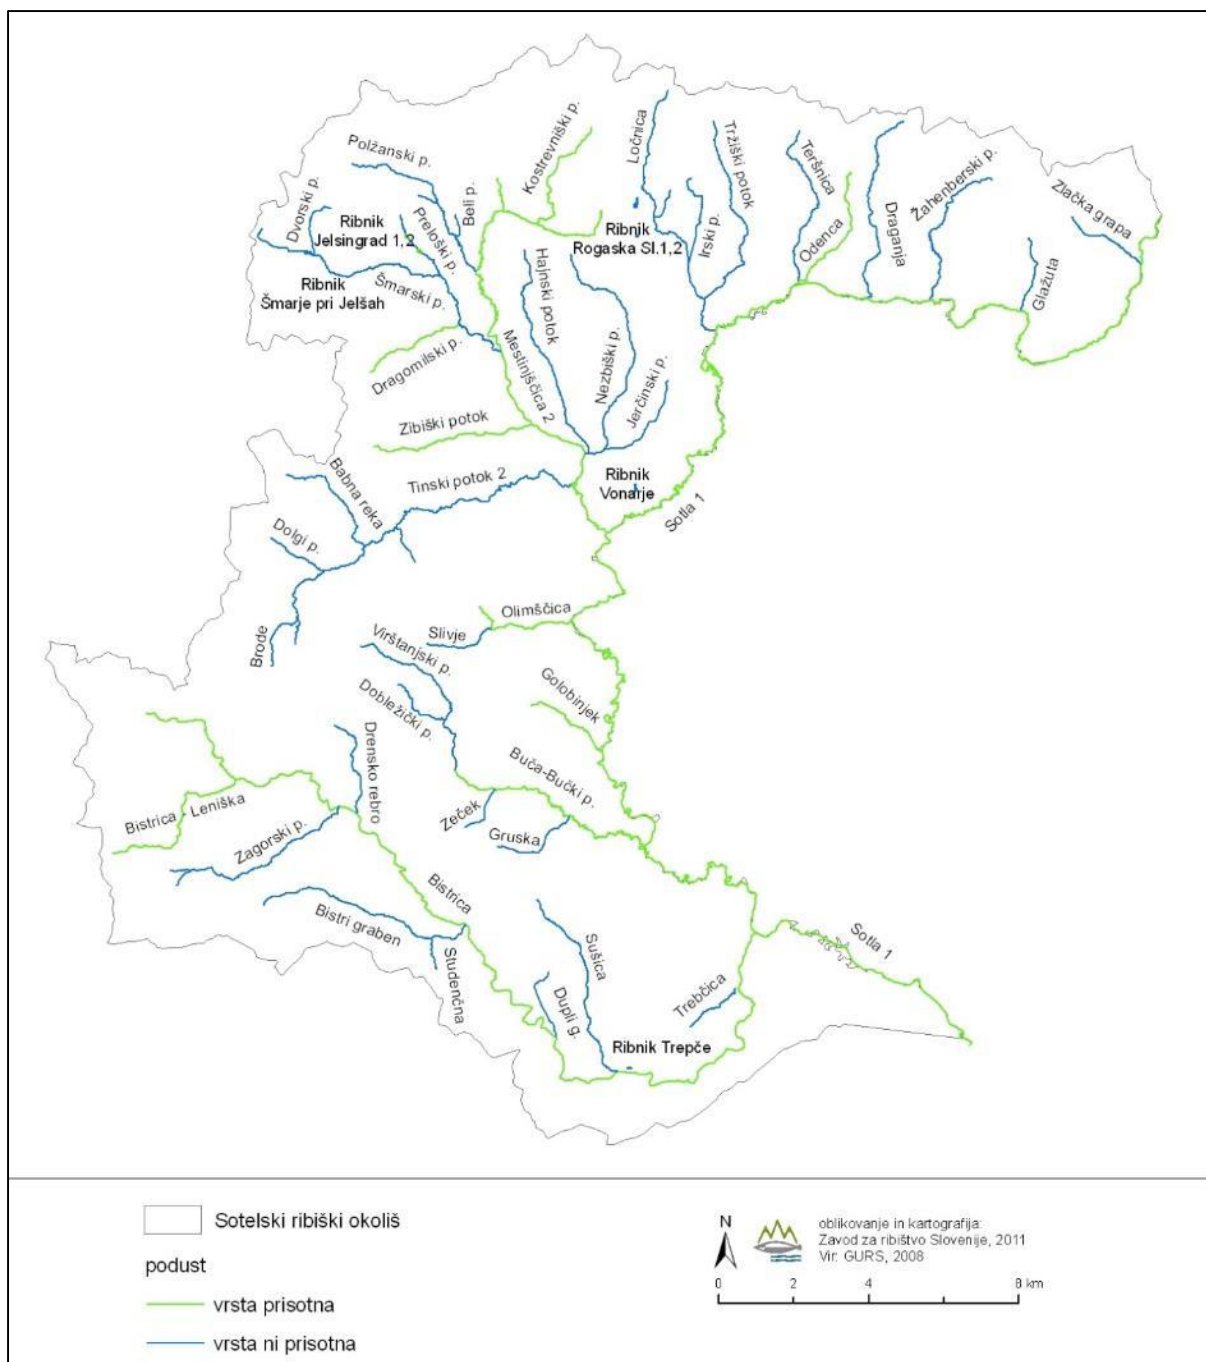 Kostrevniški p.
Ločnica
Tržiški potok
Teršnica
Polžanski p.
Žahenberski p.
Zlačka grapa
Dvorski p.
Beli p.
Ribnik
Jelsingrad 1,2
Preloški p.
Ribnik
Rogaska Sl.1,2
Irski p.
Odenca
Draganja
Glažuta
Ribnik
Šmarje pri Jelšah
Šmarski p.
Hajnski potok
Dragomilski p.
Mestinjščica 2
Nezbiški p.
Jerčinski p.
Zibiški potok
Babna reka
Tinski potok 2
Ribnik
Vonarje
Sotla 1
Dolgi p.
Brode
Olimščica
Slivje
Virštanjski p.
Dobležički p.
Golobinjek
Drensko rebro
Buča-Bučki p.
Bistrica - Leniška
Zeček
Gruska
Zagorski p.
Bistrica
Bistri graben
Studenčna
Sušica
Sotla 1
Trebčica
Dupli g.
Ribnik Trepče
Sotelski ribiški okoliš
podust
vrsta prisotna
vrsta ni prisotna
N
oblikovanje in kartografija:
Zavod za ribištvo Slovenije, 2011
Vir: GURS, 2008
0 2 4 8 km